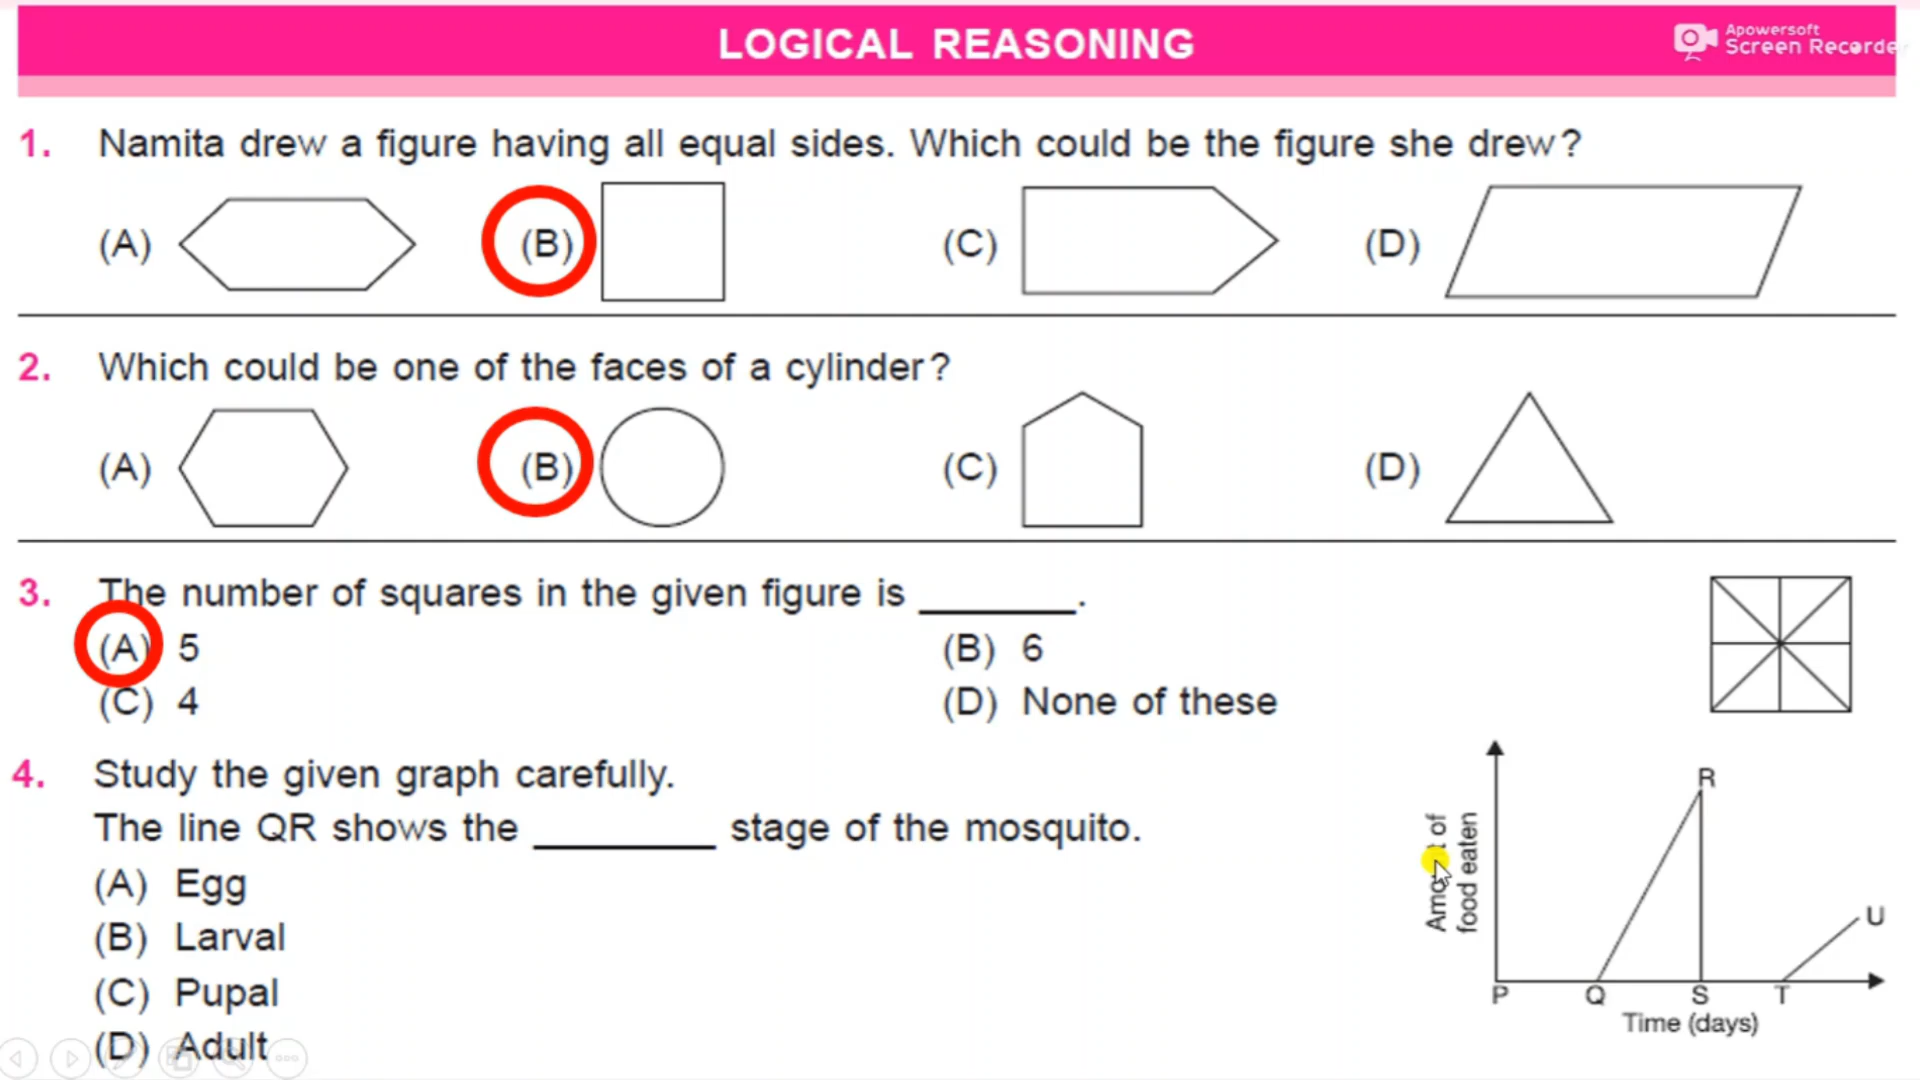 LOGICAL REASONING
Apowersoft
Screen Recorder
1. Namita drew a figure having all equal sides. Which could be the figure she drew?
(A) (B) (C) (D)
2. Which could be one of the faces of a cylinder?
(A) (B) (C) (D)
3. The number of squares in the given figure is ________.
(A) 5 (B) 6
(C) 4 (D) None of these
4. Study the given graph carefully.
The line QR shows the ________ stage of the mosquito.
(A) Egg
(B) Larval
(C) Pupal
(D) Adult
of
food eaten
R
U
P Q S T
Time (days)